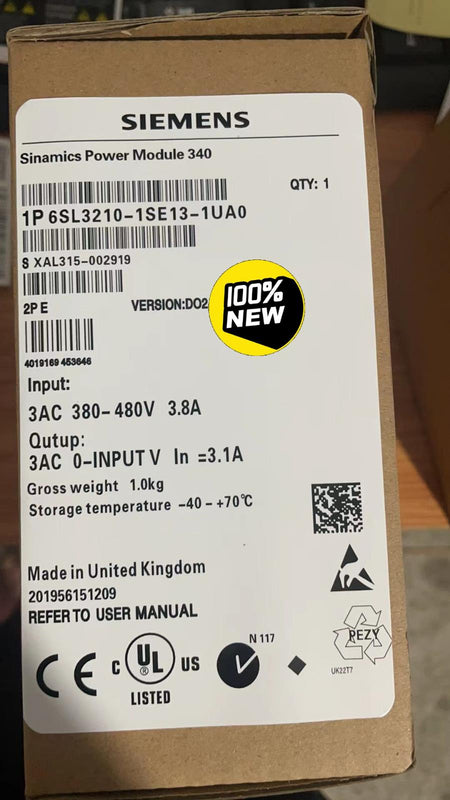 SIEMENS
Sinamics Power Module 340
QTY: 1
1P 6SL3210-1SE13-1UA0
S XAL315-002919
2P E
VERSION:DO2
100%
NEW
4019169 453646
Input:
3AC 380-480V 3.8A
Qutup:
3AC 0-INPUT V In =3.1A
Gross weight 1.0kg
Storage temperature -40 - +70℃
Made in United Kingdom
201956151209
REFER TO USER MANUAL
N 117
CE C UL US
®
LISTED
PEZY
UK22T7